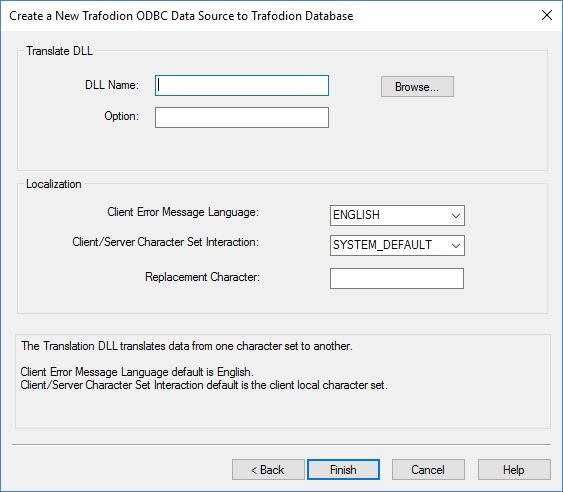 Create a New Trafodion ODBC Data Source to Trafodion Database
Translate DLL
DLL Name:
Browse...
Option:
Localization
Client Error Message Language:
ENGLISH
Client/Server Character Set Interaction:
SYSTEM_DEFAULT
Replacement Character:
The Translation DLL translates data from one character set to another.
Client Error Message Language default is English.
Client/Server Character Set Interaction default is the client local character set.
< Back
Finish
Cancel
Help